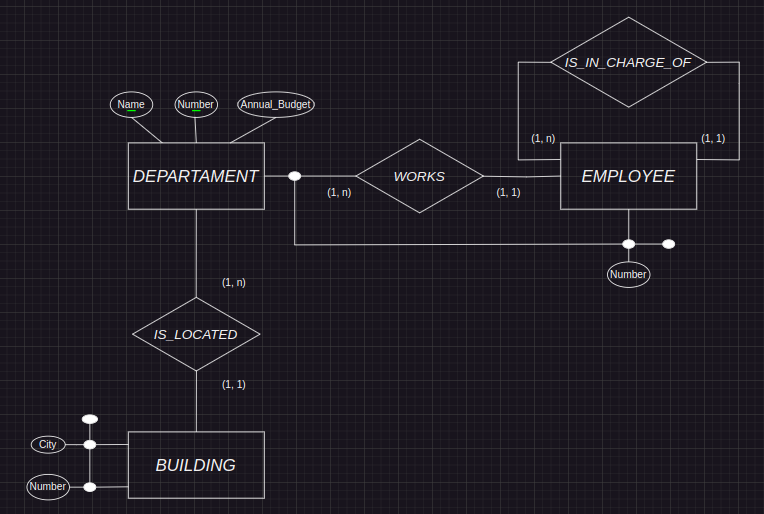 IS_IN_CHARGE_OF
Name
Number
Annual_Budget
(1, n)
(1, 1)
DEPARTAMENT
WORKS
EMPLOYEE
(1, n)
(1, 1)
Number
(1, n)
IS_LOCATED
(1, 1)
City
BUILDING
Number